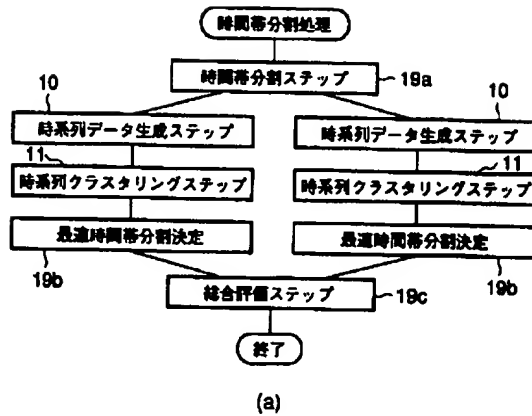 時間帯分割処理
時間帯分割ステップ
19a
10
10
時系列データ生成ステップ
時系列データ生成ステップ
11
11
時系列クラスタリングステップ
時系列クラスタリングステップ
最適時間帯分割決定
最適時間帯分割決定
19b
19b
総合評価ステップ
19c
終了
(a)